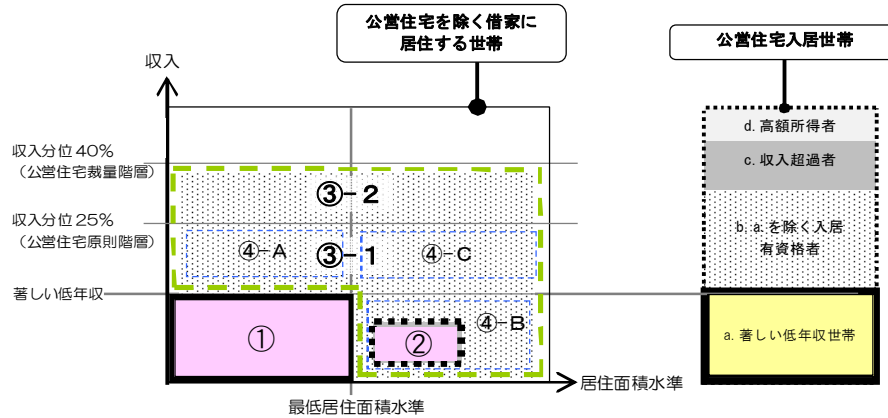 公営住宅を除く借家に
居住する世帯
公営住宅入居世帯
収入
d. 高額所得者
c. 収入超過者
収入分位40%
（公営住宅裁量階層）
③-2
収入分位25%
（公営住宅原則階層）
b. a. を除く入居
有資格者
④-A
③-1
④-C
著しい低年収
①
②
④-B
a. 著しい低年収世帯
居住面積水準
最低居住面積水準